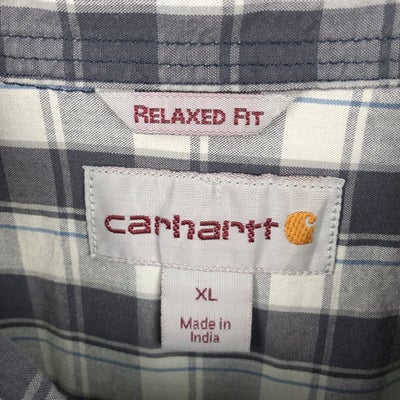 RELAXED FIT
carhartt
XL
Made in
India